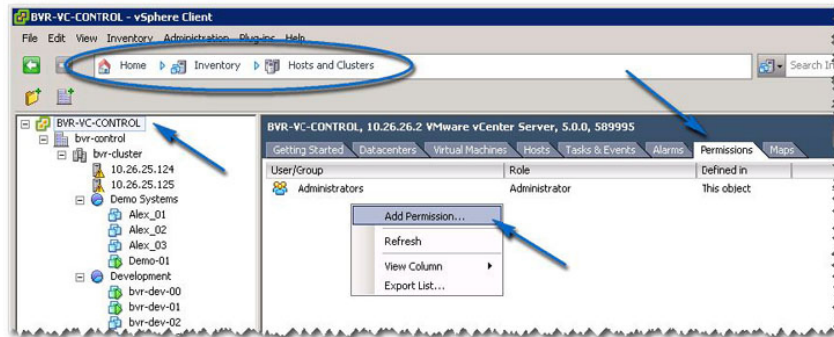 BVR-VC-CONTROL - vSphere Client
File Edit View Inventory Administration Plug-ins Help
Home Inventory Hosts and Clusters
Search In
BVR-VC-CONTROL
bvr-control
bvr-cluster
10.26.25.124
10.26.25.125
Demo Systems
Alex_01
Alex_02
Alex_03
Demo-01
Development
bvr-dev-00
bvr-dev-01
bvr-dev-02
BVR-VC-CONTROL, 10.26.26.2 VMware vCenter Server, 5.0.0, 589995
Getting Started Datacenters Virtual Machines Hosts Tasks & Events Alarms Permissions Maps
User/Group Role Defined in
Administrators Administrator This object
Add Permission...
Refresh
View Column
Export List...